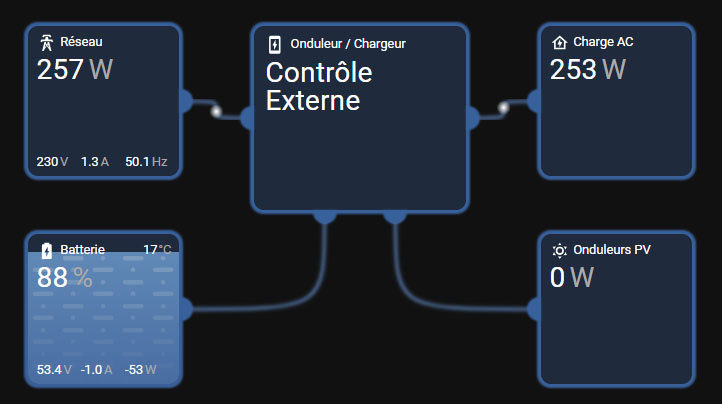 Réseau
257 W
230 V 1.3 A 50.1 Hz
Onduleur / Chargeur
Contrôle
Externe
Charge AC
253 W
Batterie 17°C
88 %
53.4 V -1.0 A -53 W
Onduleurs PV
0 W